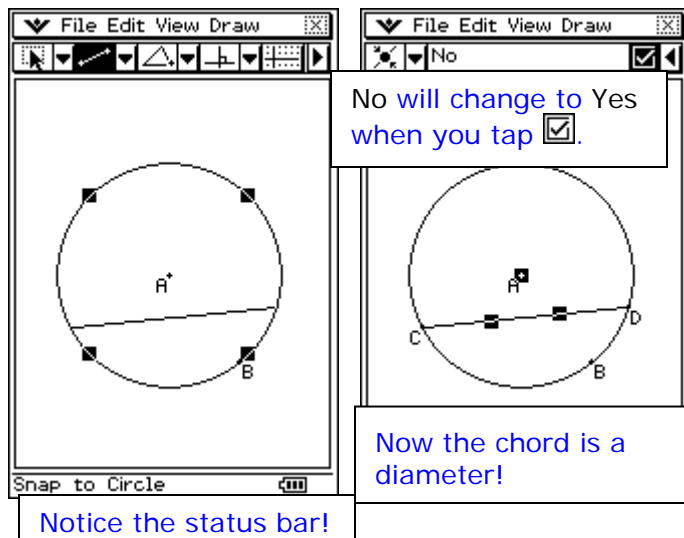 File Edit View Draw
A
B
Snap to Circle
Notice the status bar!
File Edit View Draw
No
No will change to Yes
when you tap ☑.
A
C
D
B
Now the chord is a
diameter!